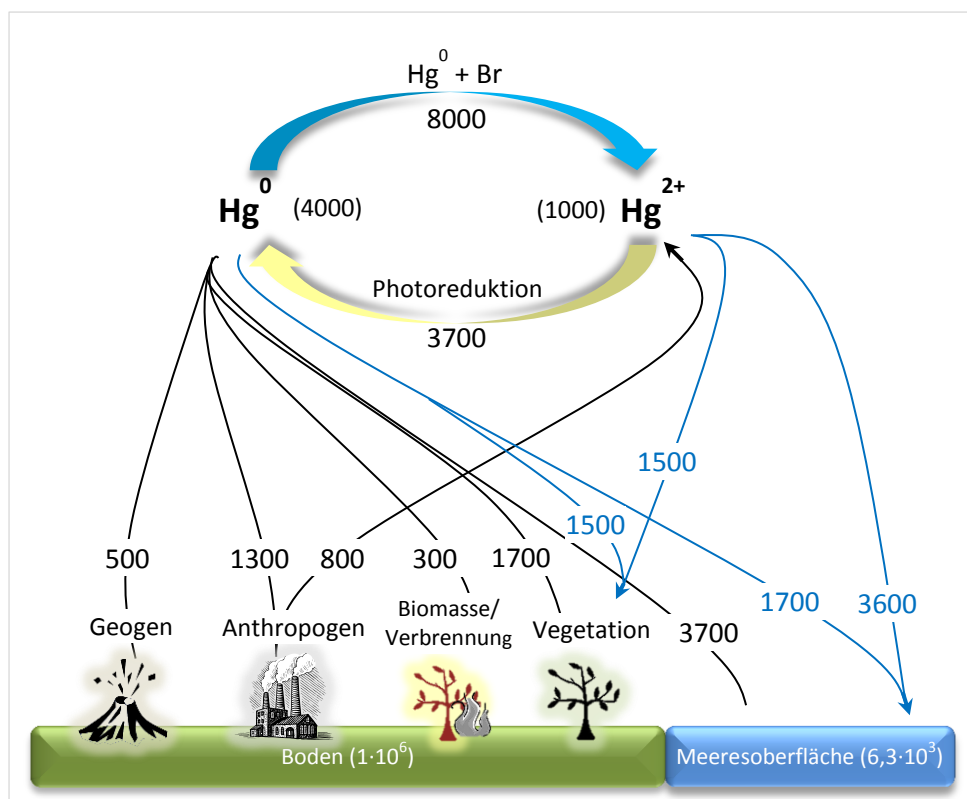 Hg⁰ + Br
8000
Hg⁰ (4000)
(1000) Hg²⁺
Photoreduktion
3700
1500
1500
500
1300
800
300
1700
1700
3600
3700
Geogen
Anthropogen
Biomasse/
Verbrennung
Vegetation
Boden (1·10⁶)
Meeresoberfläche (6,3·10³)